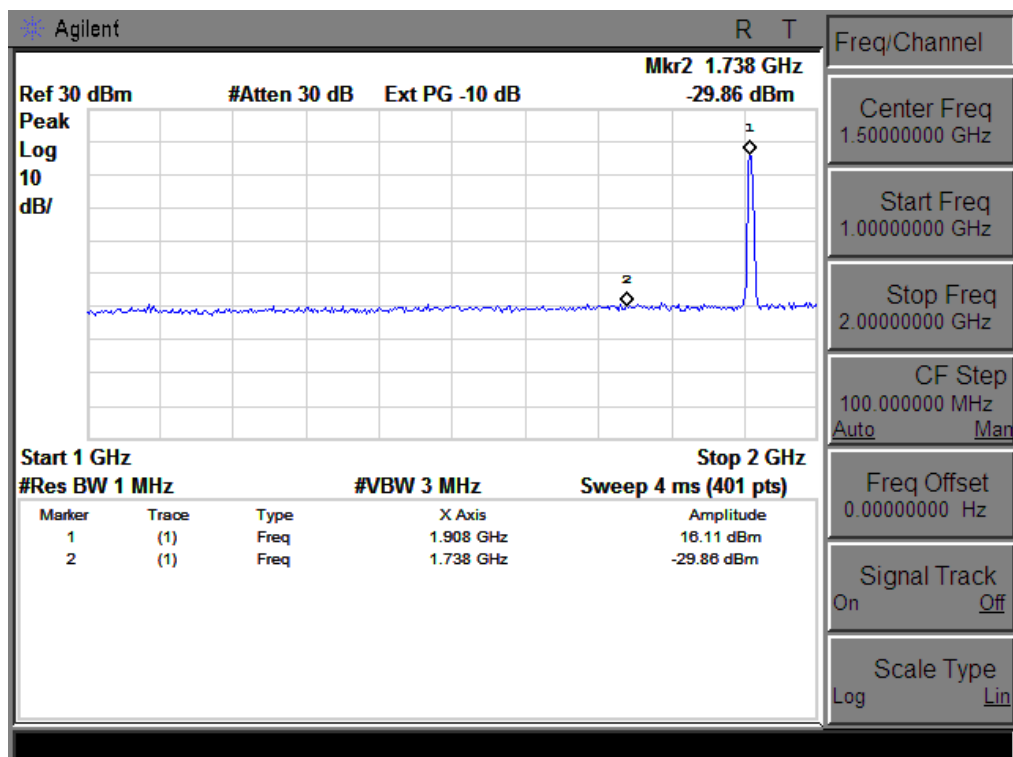 Agilent R T
Mkr2 1.738 GHz
Ref 30 dBm #Atten 30 dB Ext PG -10 dB -29.86 dBm
Peak
Log
10
dB/
1
2
Start 1 GHz Stop 2 GHz
#Res BW 1 MHz #VBW 3 MHz Sweep 4 ms (401 pts)
Marker Trace Type X Axis Amplitude
1 (1) Freq 1.908 GHz 16.11 dBm
2 (1) Freq 1.738 GHz -29.86 dBm
Freq/Channel
Center Freq
1.50000000 GHz
Start Freq
1.00000000 GHz
Stop Freq
2.00000000 GHz
CF Step
100.000000 MHz
Auto Man
Freq Offset
0.00000000 Hz
Signal Track
On Off
Scale Type
Log Lin